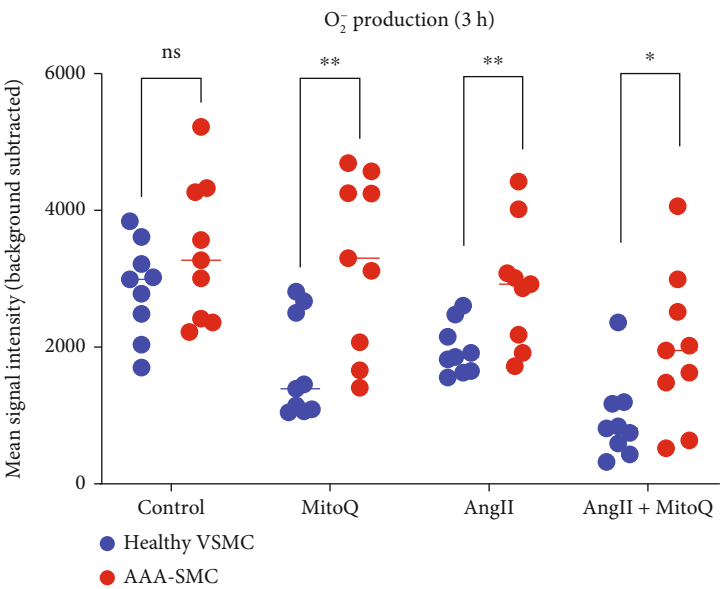 O₂⁻ production (3 h)
ns
**
**
*
Mean signal intensity (background subtracted)
6000
4000
2000
0
Control
MitoQ
AngII
AngII + MitoQ
Healthy VSMC
AAA-SMC